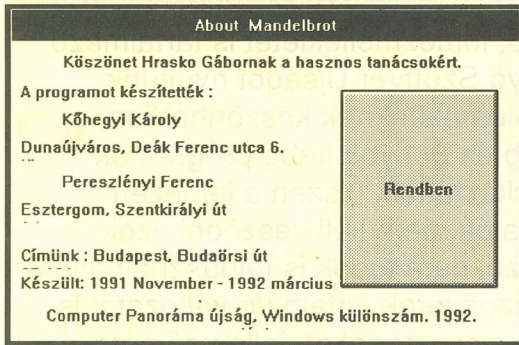 About Mandelbrot
Köszönet Hrasko Gábornak a hasznos tanácsokért.
A programot készítették :
Kőhegyi Károly
Dunaújváros, Deák Ferenc utca 6.
Pereszlényi Ferenc
Esztergom, Szentkirályi út
Rendben
Címünk : Budapest, Budaörsi út
Készült: 1991 November - 1992 március
Computer Panoráma újság, Windows különszám. 1992.